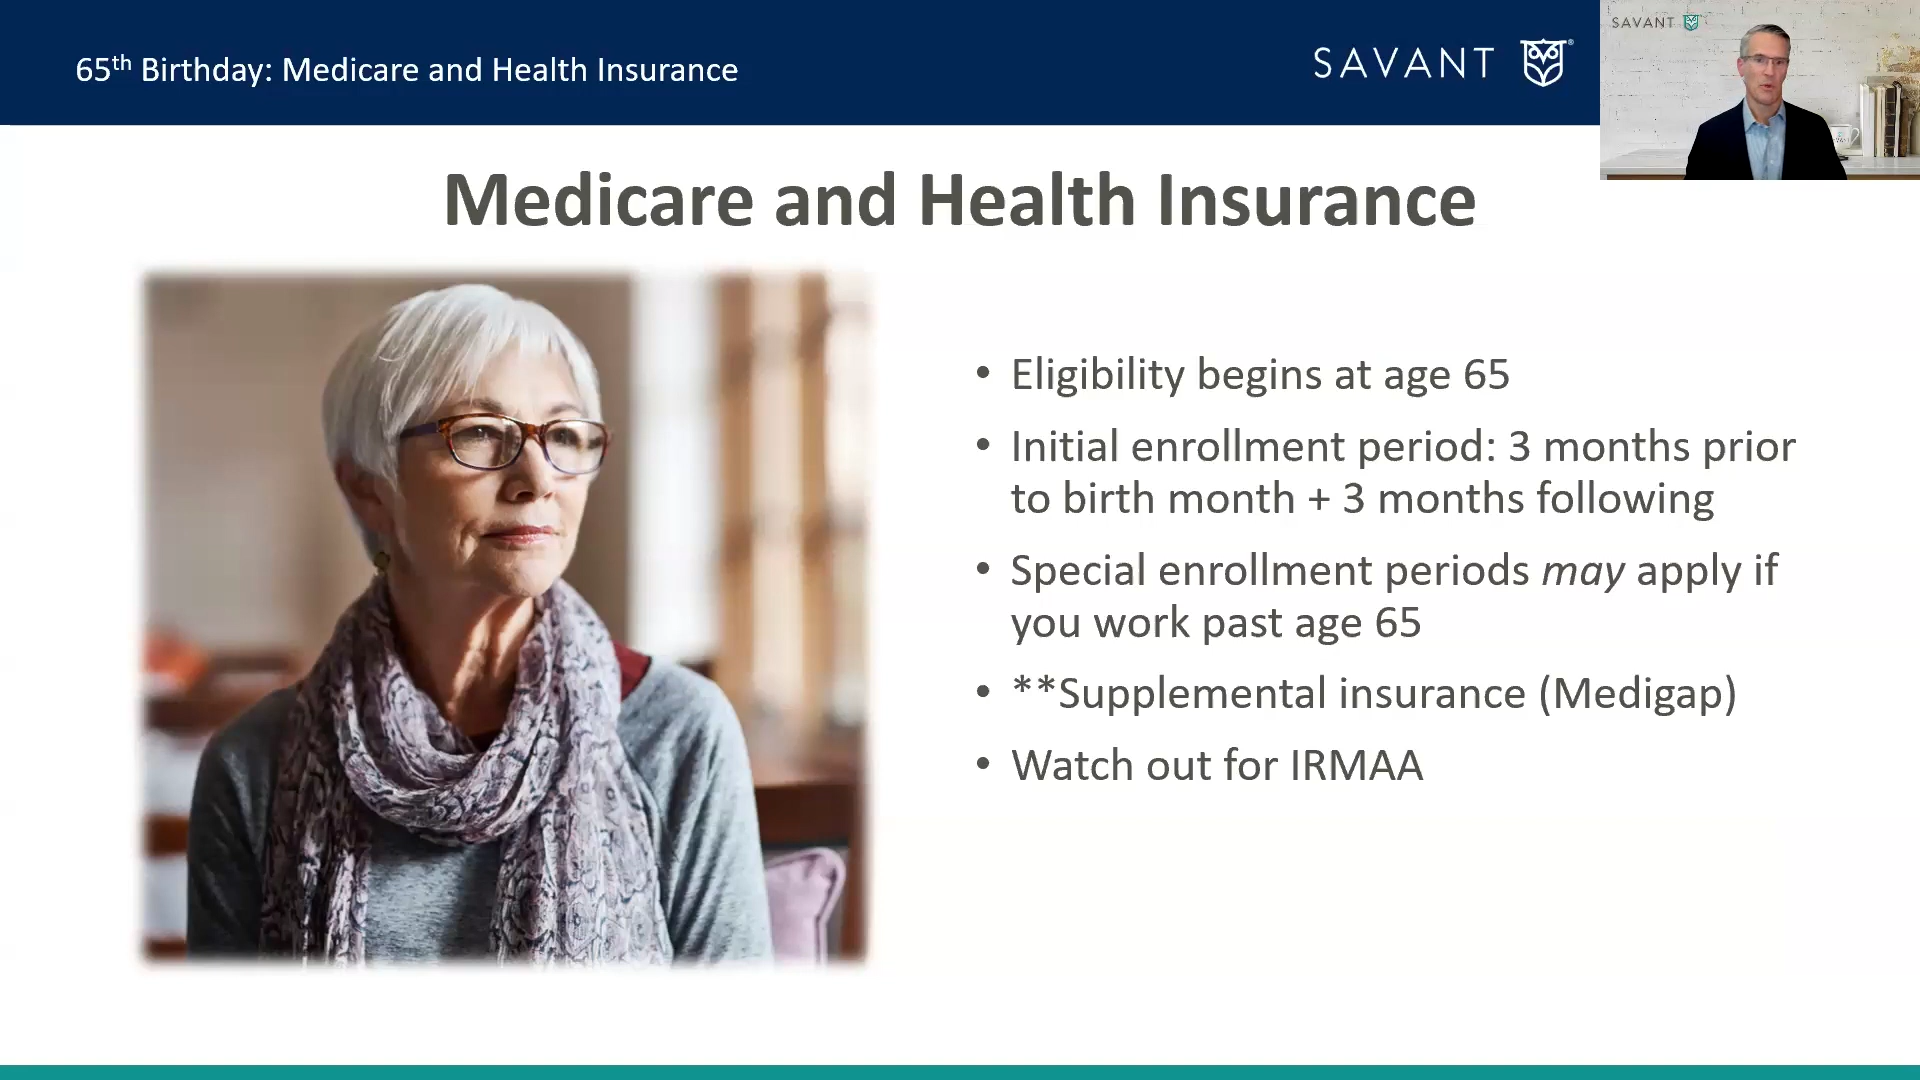 65th Birthday: Medicare and Health Insurance
SAVANT ®
SAVANT
Medicare and Health Insurance
• Eligibility begins at age 65
• Initial enrollment period: 3 months prior
to birth month + 3 months following
• Special enrollment periods may apply if
you work past age 65
• **Supplemental insurance (Medigap)
• Watch out for IRMAA